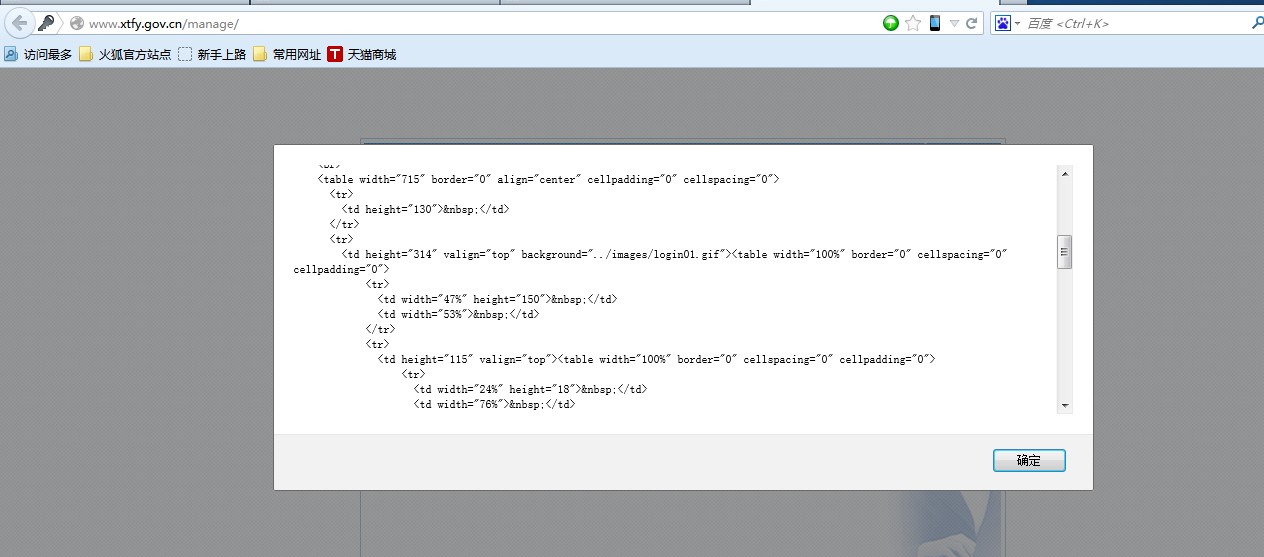 www.xtfy.gov.cn/manage/
百度 <Ctrl+K>
访问最多 火狐官方站点 新手上路 常用网址 T 天猫商城
<table width="715" border="0" align="center" cellpadding="0" cellspacing="0">
<tr>
<td height="130">&nbsp;</td>
</tr>
<tr>
<td height="314" valign="top" background="../images/login01.gif"><table width="100%" border="0" cellspacing="0"
cellpadding="0">
<tr>
<td width="47%" height="150">&nbsp;</td>
<td width="53%">&nbsp;</td>
</tr>
<tr>
<td height="115" valign="top"><table width="100%" border="0" cellspacing="0" cellpadding="0">
<tr>
<td width="24%" height="18">&nbsp;</td>
<td width="76%">&nbsp;</td>
确定